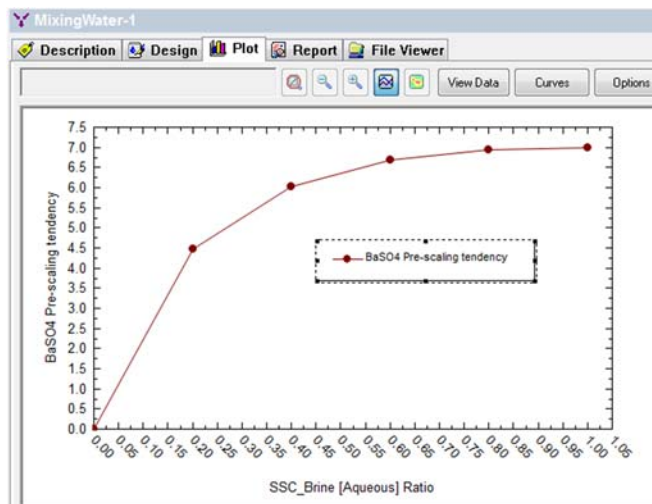 MixingWater-1
Description Design Plot Report File Viewer
View Data Curves Options
7.5
7.0
6.5
6.0
5.5
5.0
4.5
4.0
3.5
3.0
2.5
2.0
1.5
1.0
0.5
0.0
BaSO4 Pre-scaling tendency
BaSO4 Pre-scaling tendency
0.00 0.05 0.10 0.15 0.20 0.25 0.30 0.35 0.40 0.45 0.50 0.55 0.60 0.65 0.70 0.75 0.80 0.85 0.90 0.95 1.00 1.05
SSC_Brine [Aqueous] Ratio